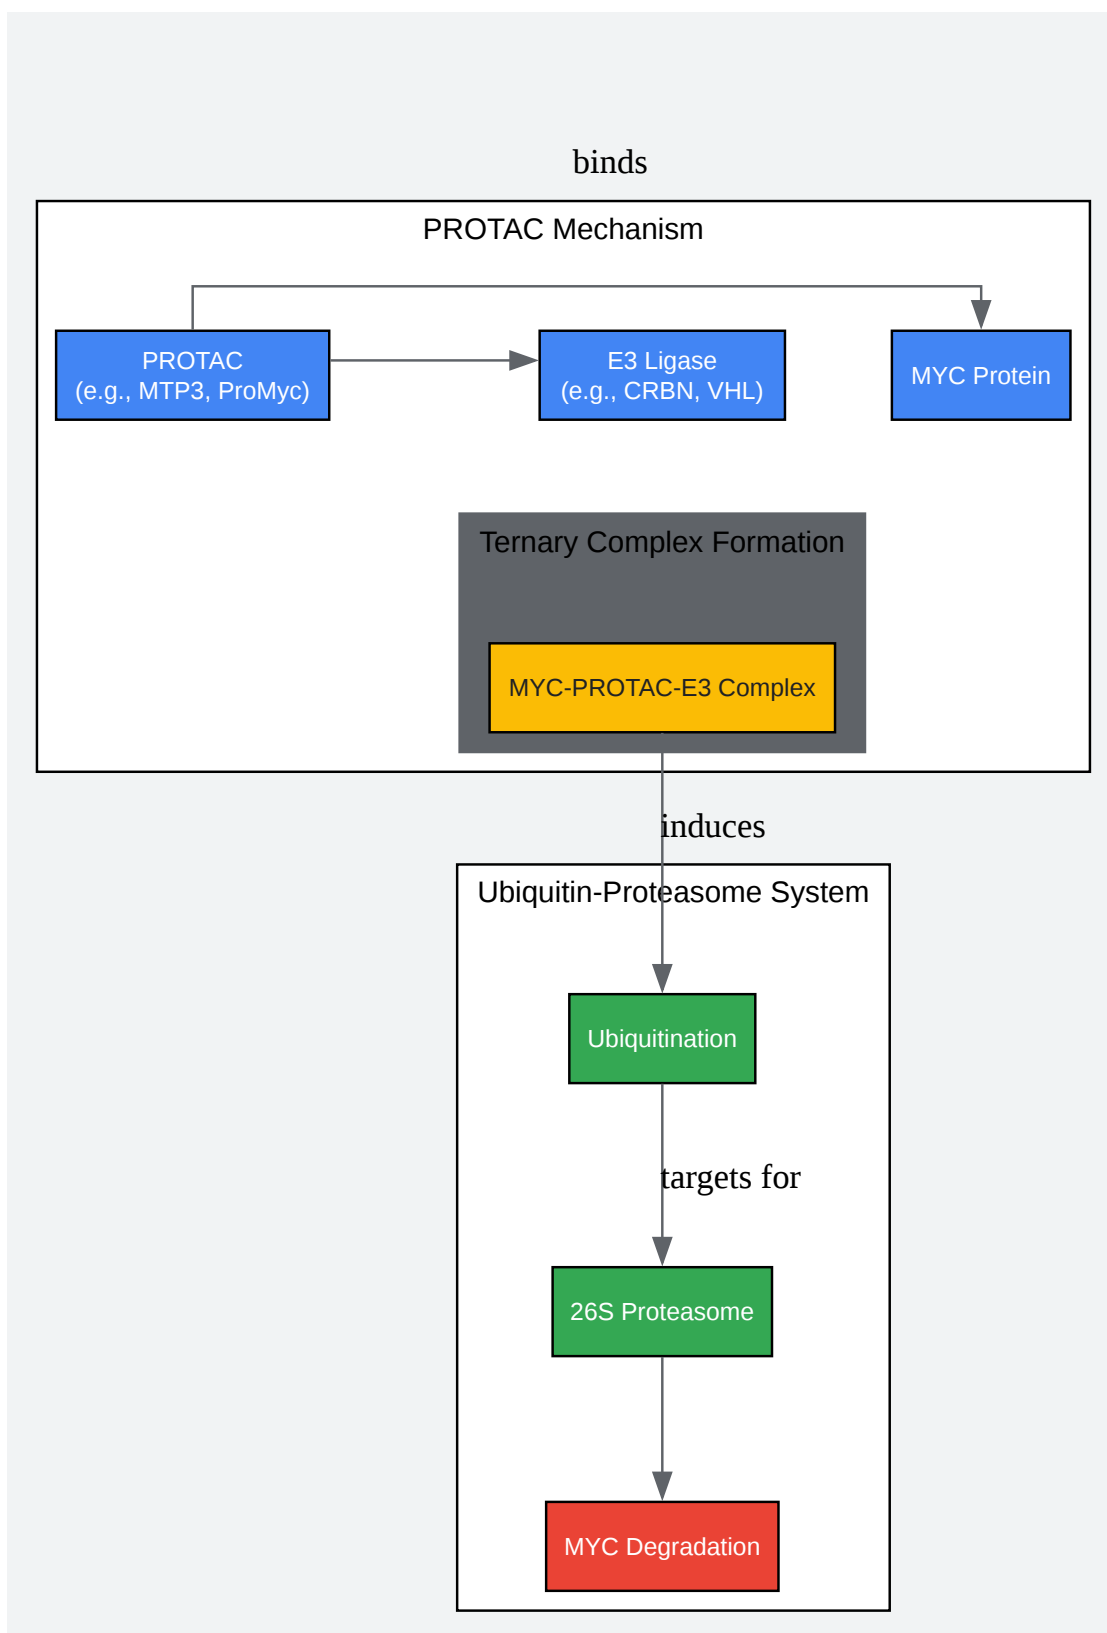 binds
PROTAC Mechanism
PROTAC
(e.g., MTP3, ProMyc)
E3 Ligase
(e.g., CRBN, VHL)
MYC Protein
Ternary Complex Formation
MYC-PROTAC-E3 Complex
induces
Ubiquitin-Proteasome System
Ubiquitination
targets for
26S Proteasome
MYC Degradation